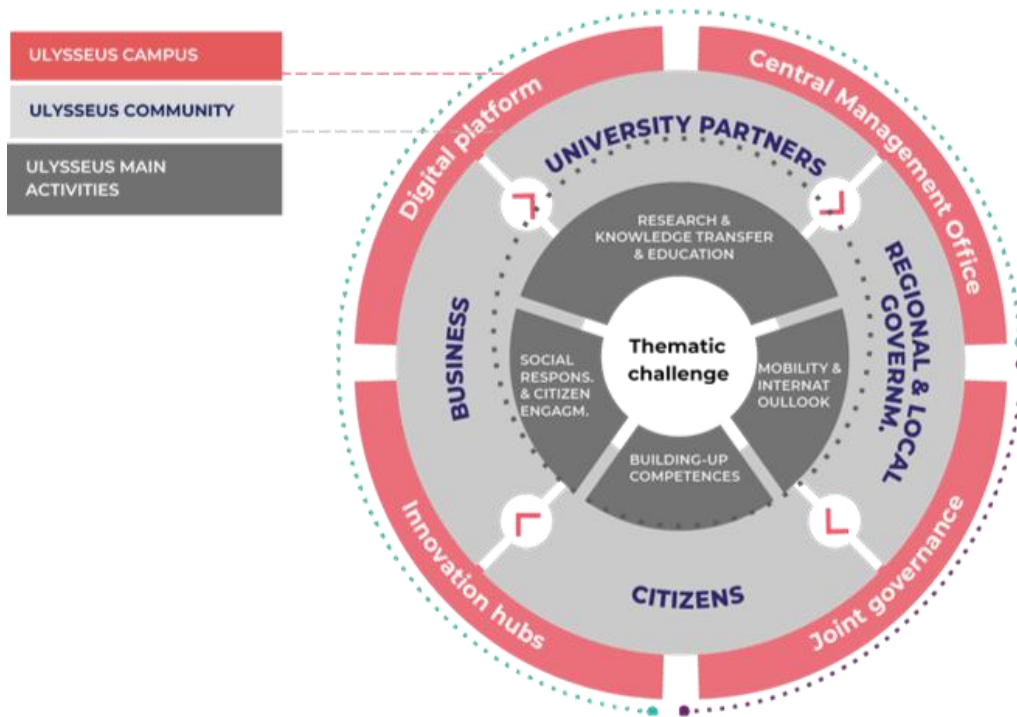 ULYSSEUS CAMPUS
ULYSSEUS COMMUNITY
ULYSSEUS MAIN
ACTIVITIES
Digital platform
Central Management Office
UNIVERSITY PARTNERS
RESEARCH &
KNOWLEDGE TRANSFER
& EDUCATION
BUSINESS
REGIONAL & LOCAL
GOVERNM.
Thematic
challenge
SOCIAL
RESPONS.
& CITIZEN
ENGAGM.
MOBILITY &
INTERNAT
OULLOOK
BUILDING-UP
COMPETENCES
CITIZENS
Innovation hubs
Joint governance